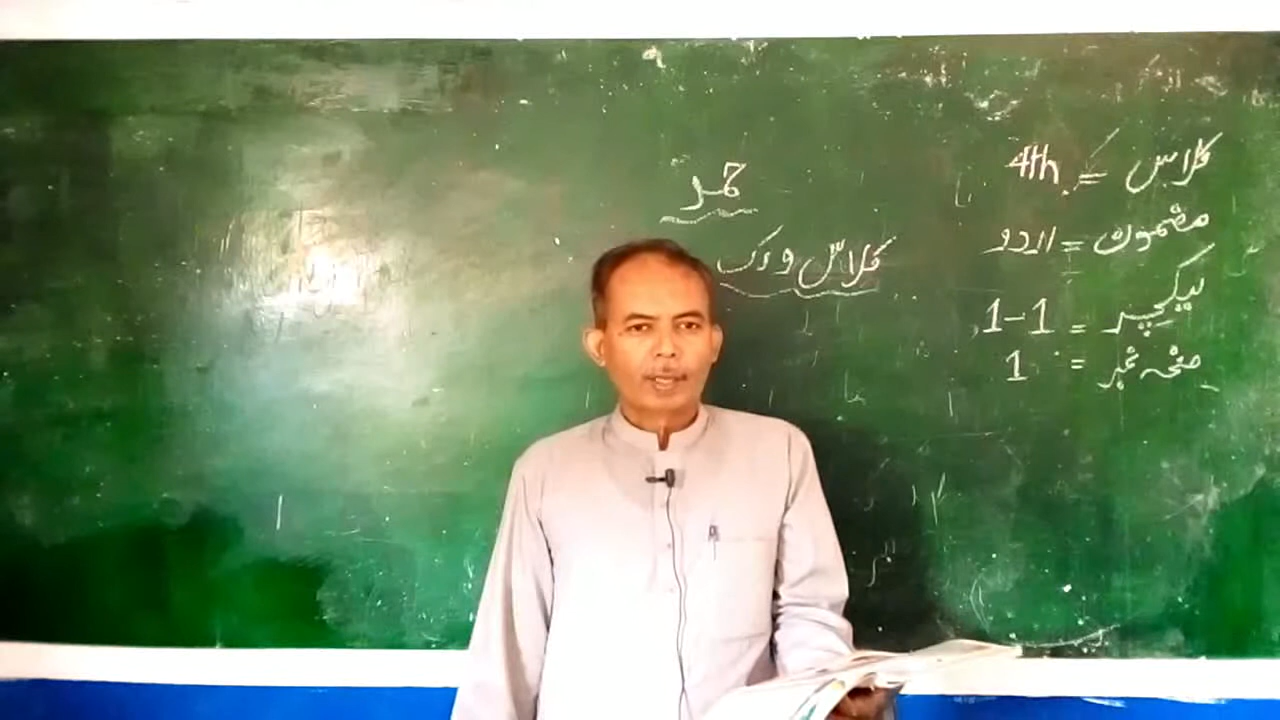 حمد
کلاس ورک
کلاس = 4th
مضمون = اردو
لیکچر = 1-1
صفحہ نمبر = 1